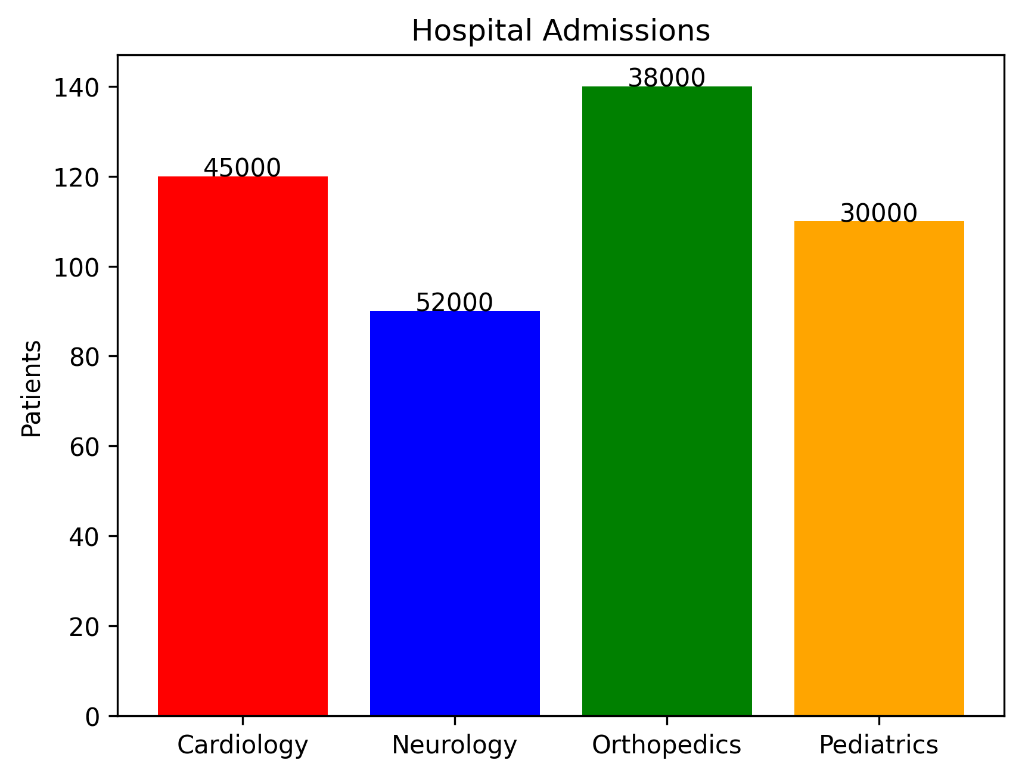 Hospital Admissions
Patients
140
120
100
80
60
40
20
0
45000
52000
38000
30000
Cardiology
Neurology
Orthopedics
Pediatrics